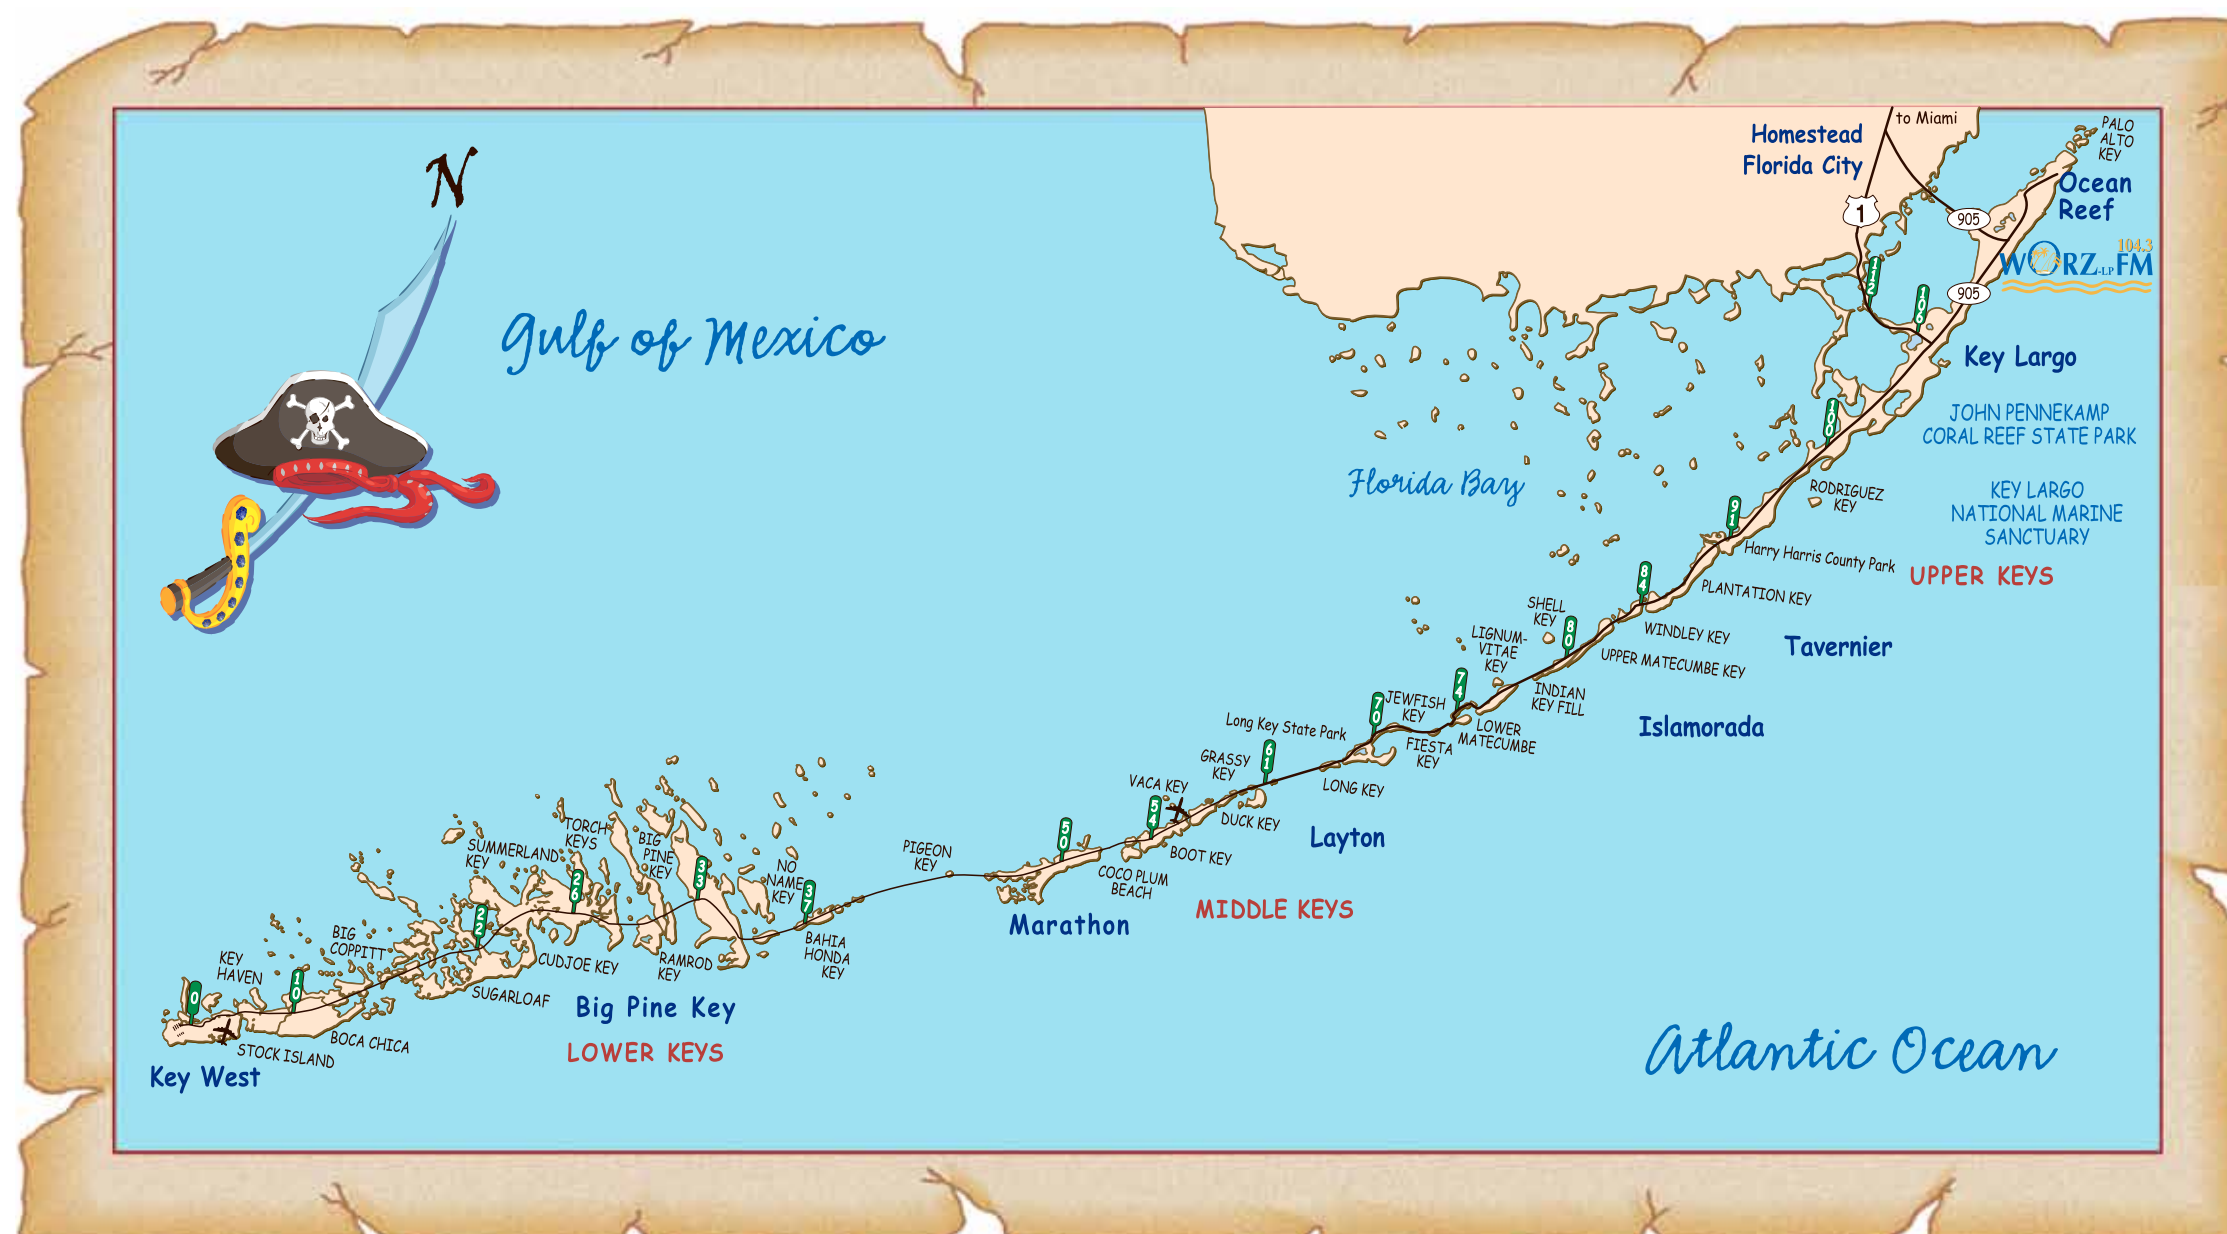 N
Gulf of Mexico
Homestead
Florida City
to Miami
1
905
905
PALO
ALTO
KEY
Ocean
Reef
104.3
WORZ-LP FM
112
106
Key Largo
JOHN PENNEKAMP
CORAL REEF STATE PARK
100
KEY LARGO
NATIONAL MARINE
SANCTUARY
RODRIGUEZ
KEY
Florida Bay
91
Harry Harris County Park
UPPER KEYS
84
PLANTATION KEY
WINDLEY KEY
Tavernier
SHELL
KEY
80
UPPER MATECUMBE KEY
LIGNUM-
VITAE
KEY
INDIAN
KEY FILL
Islamorada
74
JEWFISH
KEY
LOWER
MATECUMBE
70
FIESTA
KEY
Long Key State Park
LONG KEY
61
GRASSY
KEY
DUCK KEY
Layton
VACA KEY
54
BOOT KEY
COCO PLUM
BEACH
50
MIDDLE KEYS
Marathon
PIGEON
KEY
37
BAHIA
HONDA
KEY
NO
NAME
KEY
33
BIG
PINE
KEY
TORCH
KEYS
RAMROD
KEY
26
SUMMERLAND
KEY
CUDJOE KEY
22
SUGARLOAF
Big Pine Key
LOWER KEYS
BIG
COPPITT
10
BOCA CHICA
KEY
HAVEN
0
STOCK ISLAND
Key West
Atlantic Ocean